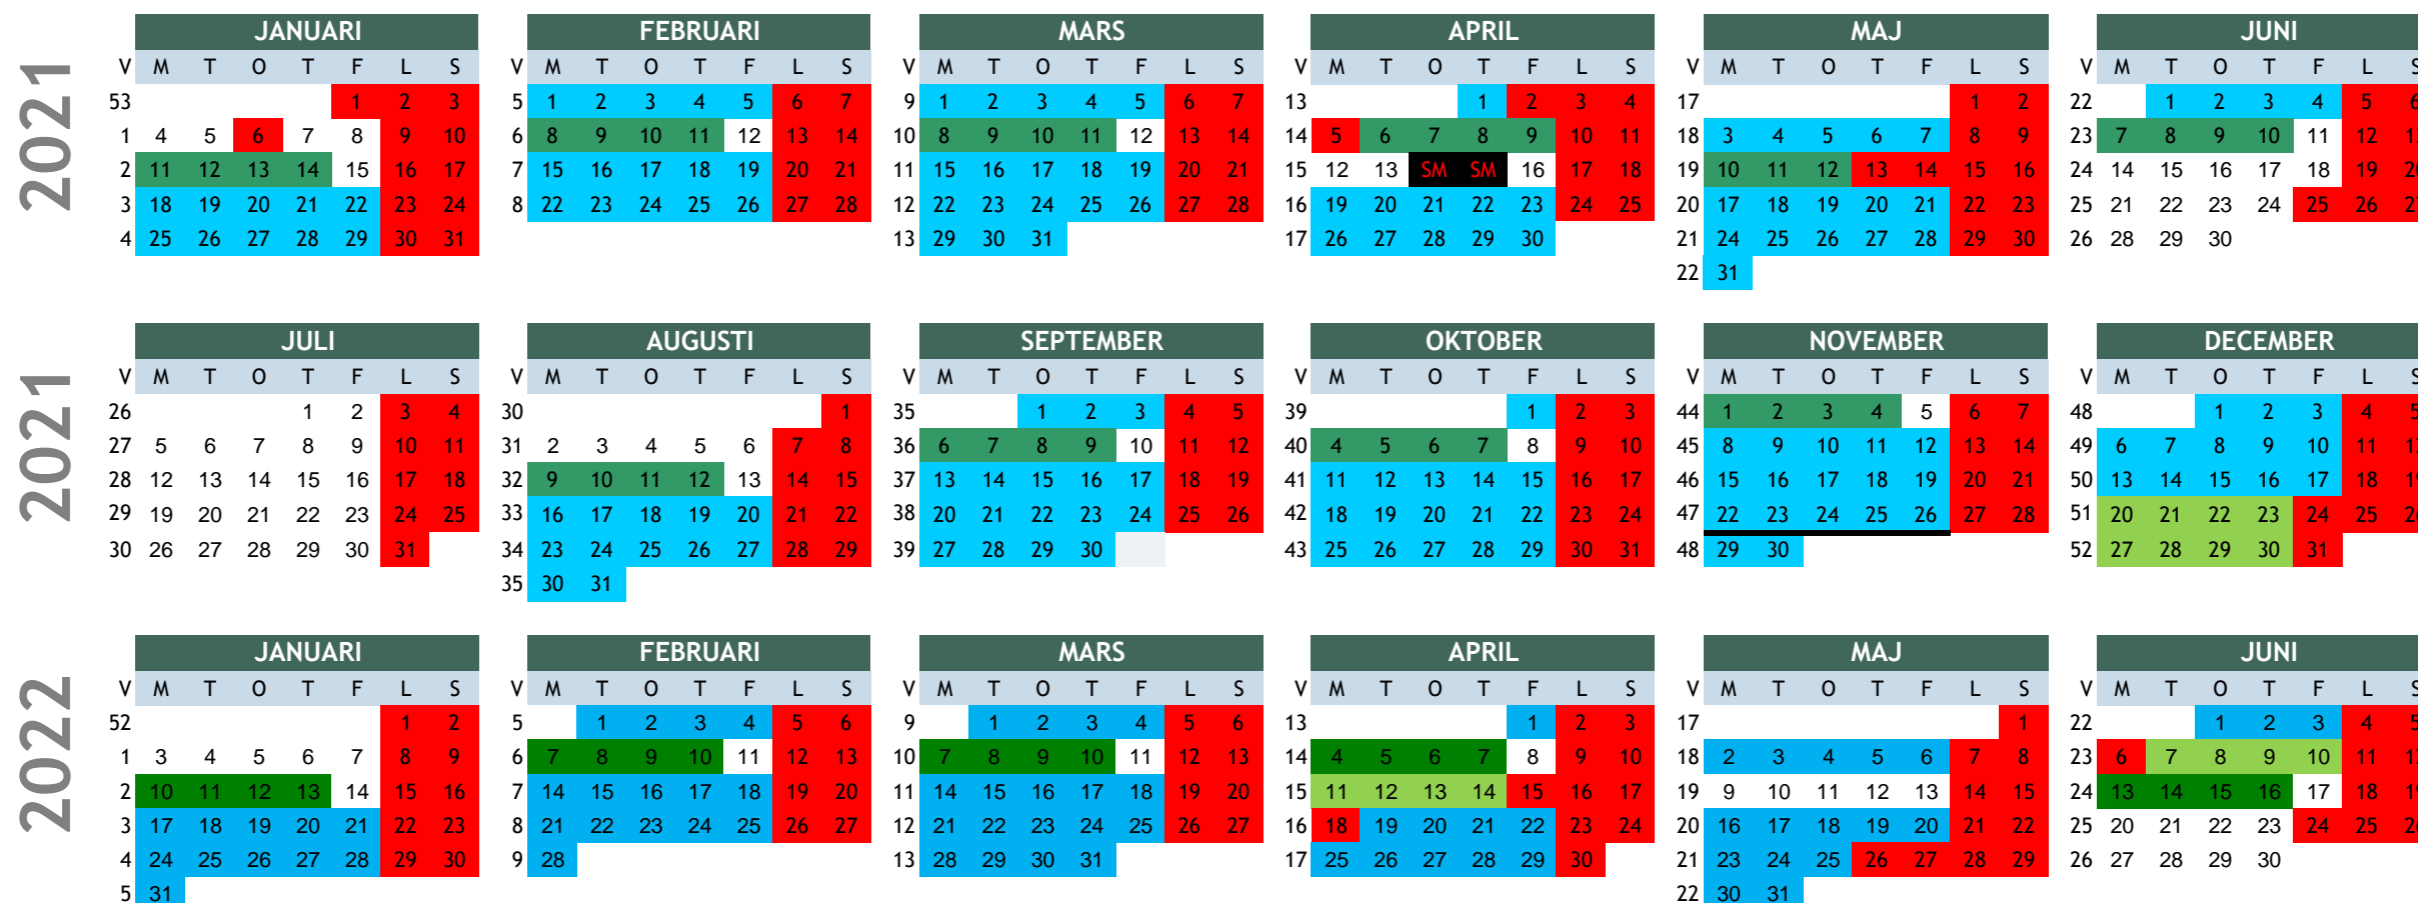 2021
JANUARI FEBRUARI MARS APRIL MAJ JUNI
V M T O T F L S V M T O T F L S V M T O T F L S V M T O T F L S V M T O T F L S V M T O T F L S
53 1 2 3 5 1 2 3 4 5 6 7 9 1 2 3 4 5 6 7 13 1 2 3 4 17 1 2 22 1 2 3 4 5 6
1 4 5 6 7 8 9 10 6 8 9 10 11 12 13 14 10 8 9 10 11 12 13 14 14 5 6 7 8 9 10 11 18 3 4 5 6 7 8 9 23 7 8 9 10 11 12
2 11 12 13 14 15 16 17 7 15 16 17 18 19 20 21 11 15 16 17 18 19 20 21 15 12 13 SM SM 16 17 18 19 10 11 12 13 14 15 16 24 14 15 16 17 18 19
3 18 19 20 21 22 23 24 8 22 23 24 25 26 27 28 12 22 23 24 25 26 27 28 16 19 20 21 22 23 24 25 20 17 18 19 20 21 22 23 25 21 22 23 24 25 26
4 25 26 27 28 29 30 31 13 29 30 31 17 26 27 28 29 30 21 24 25 26 27 28 29 30 26 28 29 30
22 31
2021
JULI AUGUSTI SEPTEMBER OKTOBER NOVEMBER DECEMBER
V M T O T F L S V M T O T F L S V M T O T F L S V M T O T F L S V M T O T F L S V M T O T F L S
26 1 2 3 4 30 1 35 1 2 3 4 5 39 1 2 3 44 1 2 3 4 5 6 7 48 1 2 3 4 5
27 5 6 7 8 9 10 11 31 2 3 4 5 6 7 8 36 6 7 8 9 10 11 12 40 4 5 6 7 8 9 10 45 8 9 10 11 12 13 14 49 6 7 8 9 10 11
28 12 13 14 15 16 17 18 32 9 10 11 12 13 14 15 37 13 14 15 16 17 18 19 41 11 12 13 14 15 16 17 46 15 16 17 18 19 20 21 50 13 14 15 16 17 18
29 19 20 21 22 23 24 25 33 16 17 18 19 20 21 22 38 20 21 22 23 24 25 26 42 18 19 20 21 22 23 24 47 22 23 24 25 26 27 28 51 20 21 22 23 24 25
30 26 27 28 29 30 31 34 23 24 25 26 27 28 29 39 27 28 29 30 43 25 26 27 28 29 30 31 48 29 30 52 27 28 29 30 31
35 30 31
2022
JANUARI FEBRUARI MARS APRIL MAJ JUNI
V M T O T F L S V M T O T F L S V M T O T F L S V M T O T F L S V M T O T F L S V M T O T F L S
52 1 2 5 1 2 3 4 5 6 9 1 2 3 4 5 6 13 1 2 3 17 1 22 1 2 3 4 5
1 3 4 5 6 7 8 9 6 7 8 9 10 11 12 13 10 7 8 9 10 11 12 13 14 4 5 6 7 8 9 10 18 2 3 4 5 6 7 8 23 6 7 8 9 10 11
2 10 11 12 13 14 15 16 7 14 15 16 17 18 19 20 11 14 15 16 17 18 19 20 15 11 12 13 14 15 16 17 19 9 10 11 12 13 14 15 24 13 14 15 16 17 18
3 17 18 19 20 21 22 23 8 21 22 23 24 25 26 27 12 21 22 23 24 25 26 27 16 18 19 20 21 22 23 24 20 16 17 18 19 20 21 22 25 20 21 22 23 24 25
4 24 25 26 27 28 29 30 9 28 13 28 29 30 31 17 25 26 27 28 29 30 21 23 24 25 26 27 28 29 26 27 28 29 30
5 31 22 30 31